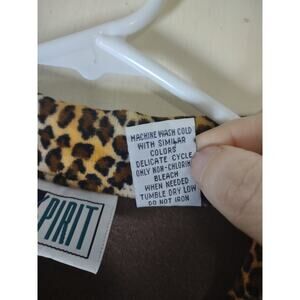 MACHINE WASH COLD
WITH SIMILAR
COLORS
DELICATE CYCLE
ONLY NON-CHLORINE
BLEACH
WHEN NEEDED
TUMBLE DRY LOW
DO NOT IRON
PIRIT